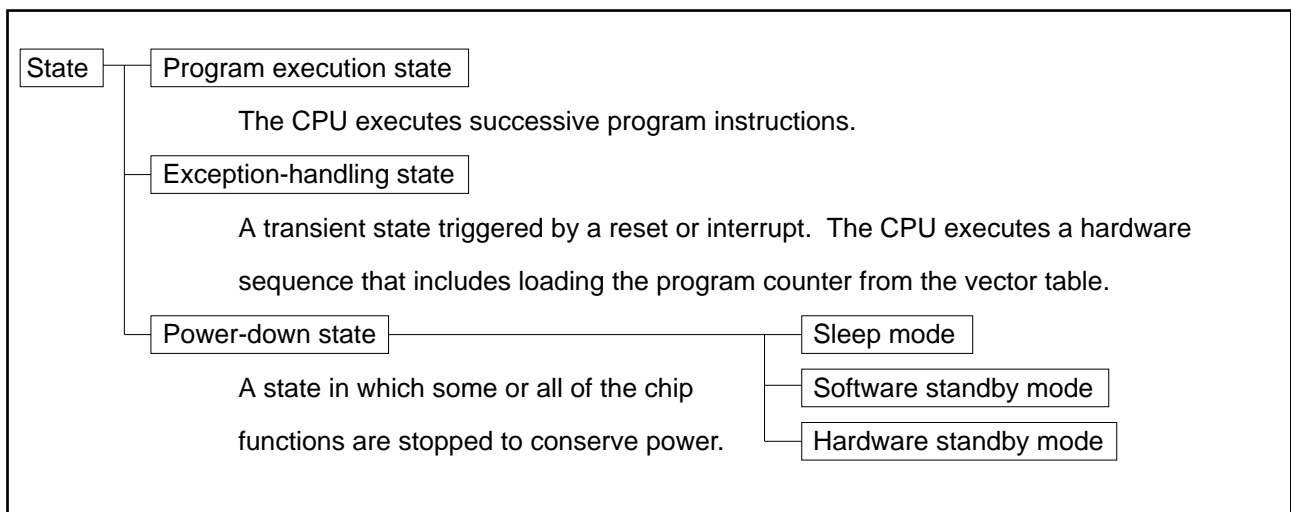 State
Program execution state
The CPU executes successive program instructions.
Exception-handling state
A transient state triggered by a reset or interrupt. The CPU executes a hardware
sequence that includes loading the program counter from the vector table.
Power-down state
Sleep mode
A state in which some or all of the chip
Software standby mode
functions are stopped to conserve power.
Hardware standby mode